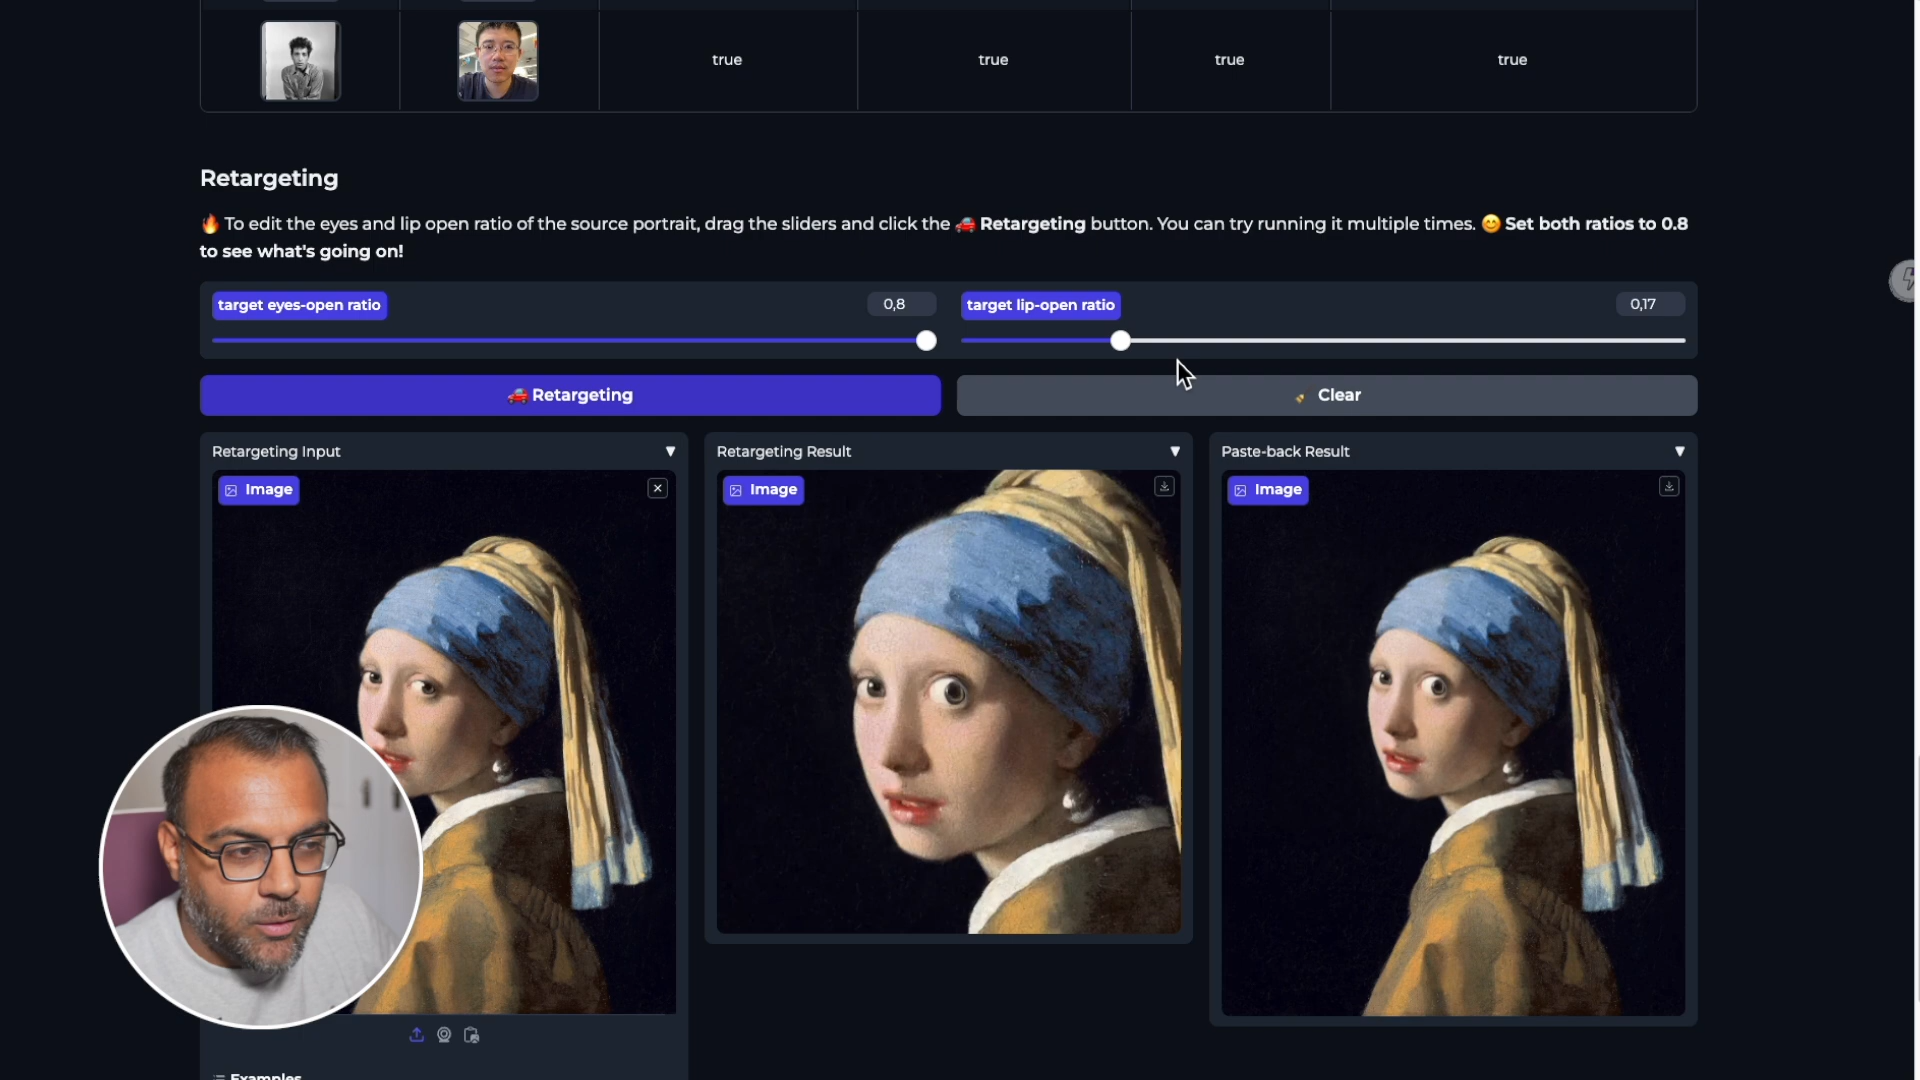 true true true true
Retargeting
🔥 To edit the eyes and lip open ratio of the source portrait, drag the sliders and click the 🚗 Retargeting button. You can try running it multiple times. 😊 Set both ratios to 0.8
to see what's going on!
target eyes-open ratio 0,8 target lip-open ratio 0,17
🚗 Retargeting Clear
Retargeting Input Retargeting Result Paste-back Result
Image Image Image
Examples